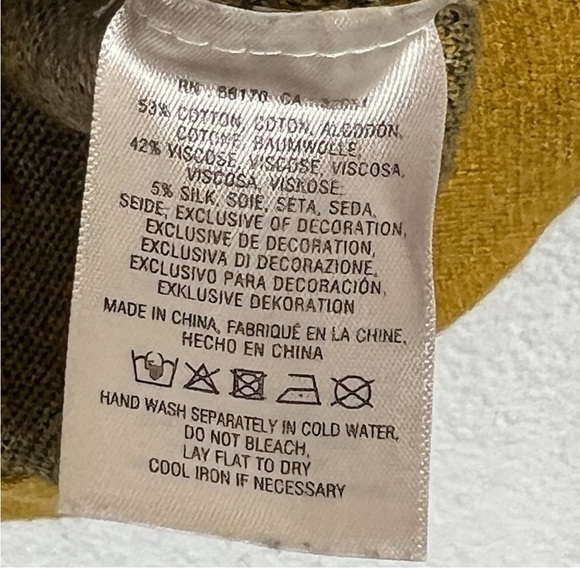 RN 66170 CA
53% COTTON, COTON, ALGODÓN,
COTONE, BAUMWOLLE,
42% VISCOSE, VISCOSE, VISCOSA,
VISCOSA, VISKOSE,
5% SILK, SOIE, SETA, SEDA,
SEIDE, EXCLUSIVE OF DECORATION,
EXCLUSIVE DE DECORATION,
EXCLUSIVA DI DECORAZIONE,
EXCLUSIVO PARA DECORACIÓN,
EXKLUSIVE DEKORATION
MADE IN CHINA, FABRIQUÉ EN LA CHINE,
HECHO EN CHINA
HAND WASH SEPARATELY IN COLD WATER,
DO NOT BLEACH,
LAY FLAT TO DRY
COOL IRON IF NECESSARY